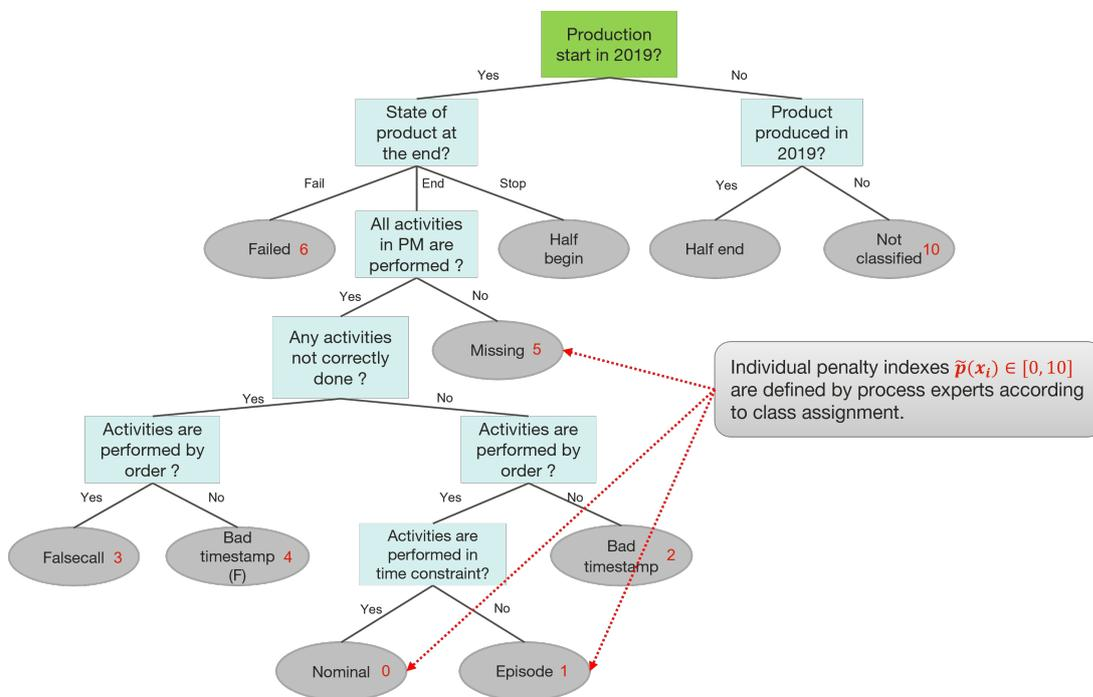 Production
start in 2019?
Yes
No
State of
product at
the end?
Product
produced in
2019?
Fail
End
Stop
Yes
No
Failed 6
All activities
in PM are
performed ?
Half
begin
Half end
Not
classified 10
Yes
No
Any activities
not correctly
done ?
Missing 5
Individual penalty indexes p̃(xᵢ) ∈ [0, 10]
are defined by process experts according
to class assignment.
Yes
No
Activities are
performed by
order ?
Activities are
performed by
order ?
Yes
No
Yes
No
Falsecall 3
Bad
timestamp 4
(F)
Activities are
performed in
time constraint?
Bad
timestamp 2
Yes
No
Nominal 0
Episode 1